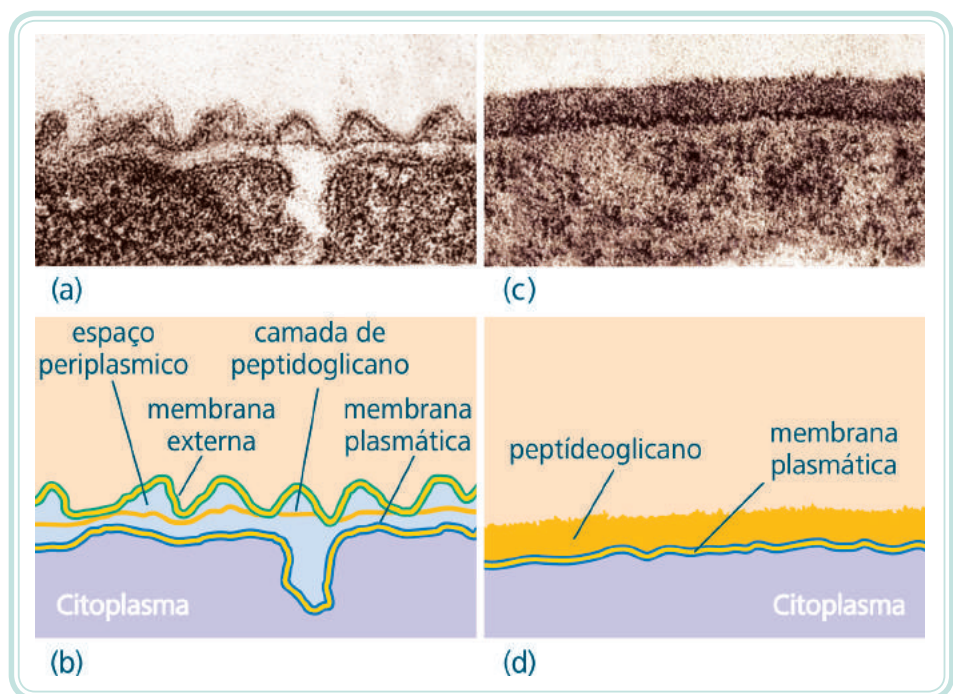 (a)
(c)
espaço
periplasmico
camada de
peptidoglicano
membrana
externa
membrana
plasmática
Citoplasma
(b)
peptídeoglicano
membrana
plasmática
Citoplasma
(d)